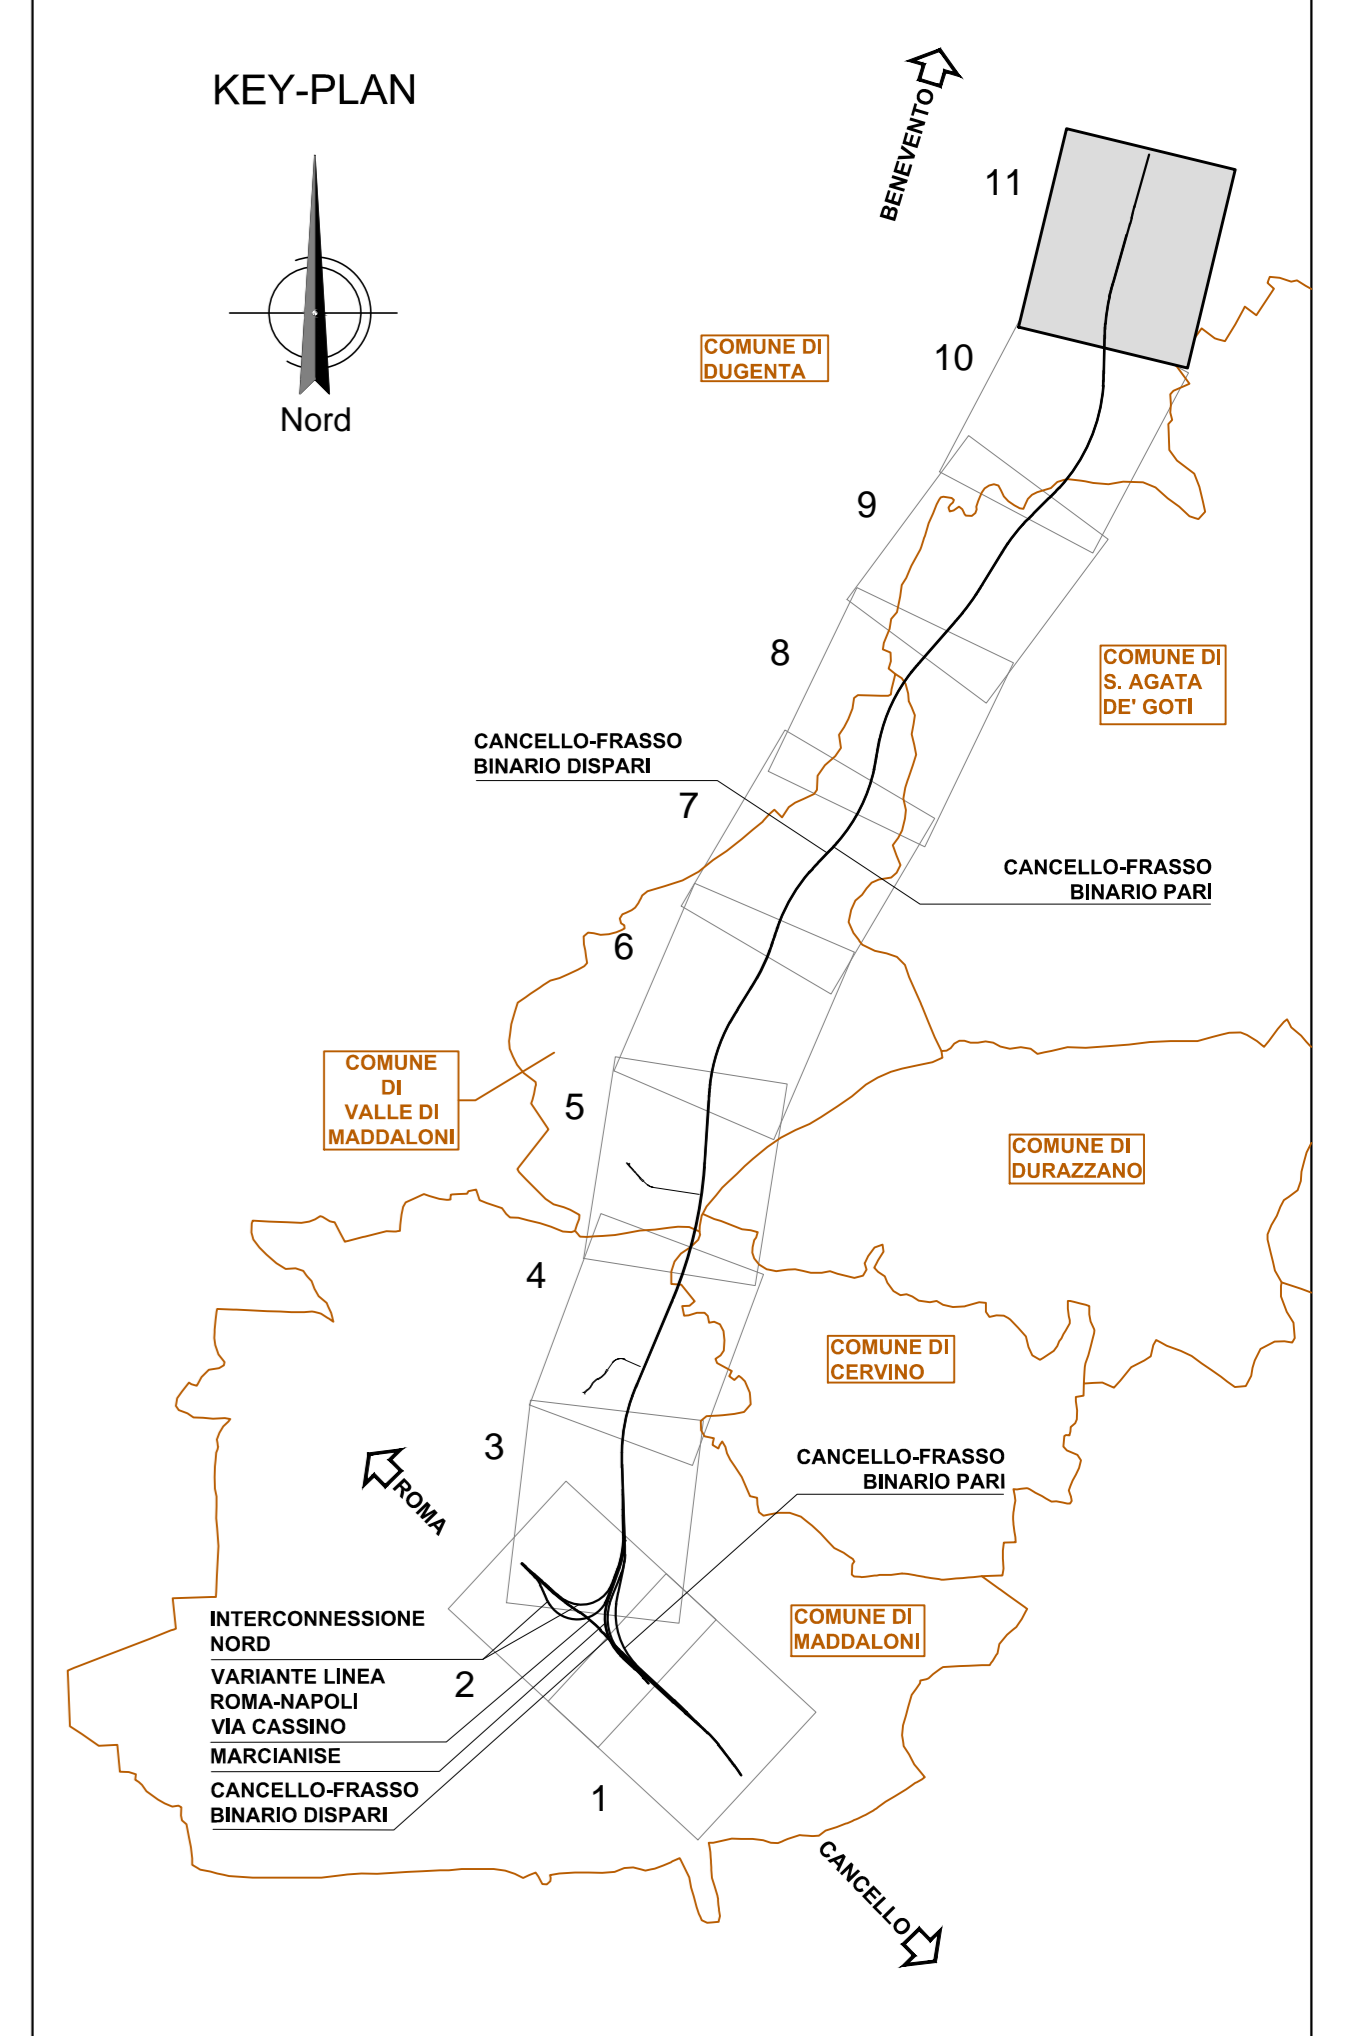 KEY-PLAN
BENEVENTO
11
Nord
COMUNE DI
DUGENTA
10
9
8
COMUNE DI
S. AGATA
DE' GOTI
CANCELLO-FRASSO
BINARIO DISPARI
7
CANCELLO-FRASSO
BINARIO PARI
6
COMUNE
DI
VALLE DI
MADDALONI
5
COMUNE DI
DURAZZANO
4
COMUNE DI
CERVINO
3
ROMA
CANCELLO-FRASSO
BINARIO PARI
INTERCONNESSIONE
NORD
COMUNE DI
MADDALONI
2
VARIANTE LINEA
ROMA-NAPOLI
VIA CASSINO
MARCIANISE
CANCELLO-FRASSO
BINARIO DISPARI
1
CANCELLO